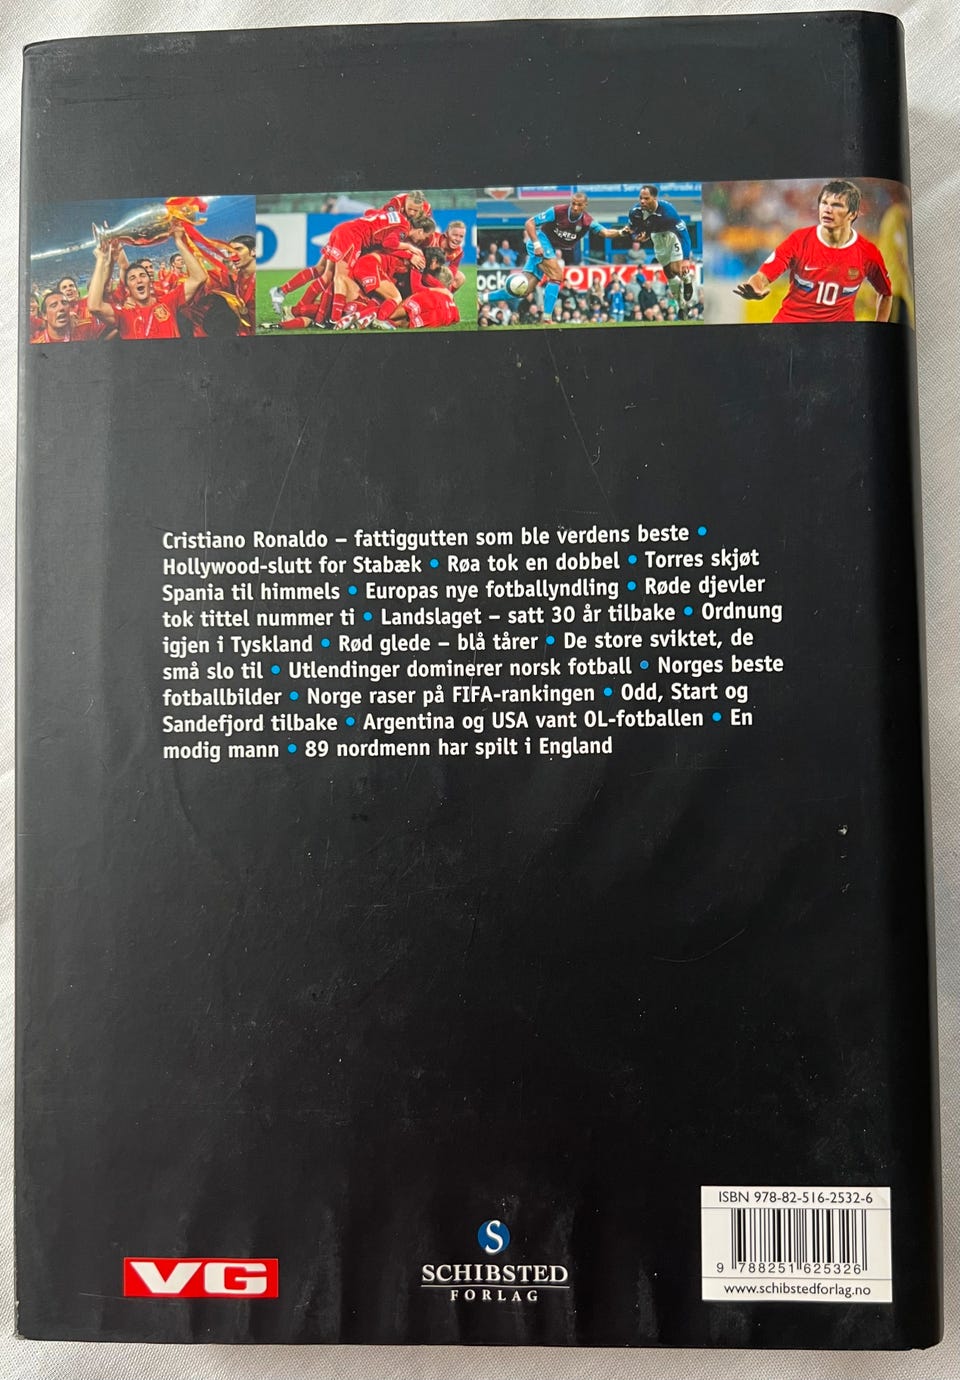 Investment Serv
10
Cristiano Ronaldo – fattiggutten som ble verdens beste •
Hollywood-slutt for Stabæk • Røa tok en dobbel • Torres skjøt
Spania til himmels • Europas nye fotballyndling • Røde djevler
tok tittel nummer ti • Landslaget – satt 30 år tilbake • Ordnung
igjen i Tyskland • Rød glede – blå tårer • De store sviktet, de
små slo til • Utlendinger dominerer norsk fotball • Norges beste
fotballbilder • Norge raser på FIFA-rankingen • Odd, Start og
Sandefjord tilbake • Argentina og USA vant OL-fotballen • En
modig mann • 89 nordmenn har spilt i England
ISBN 978-82-516-2532-6
9 788251 625326
www.schibstedforlag.no
VG
S
SCHIBSTED
FORLAG